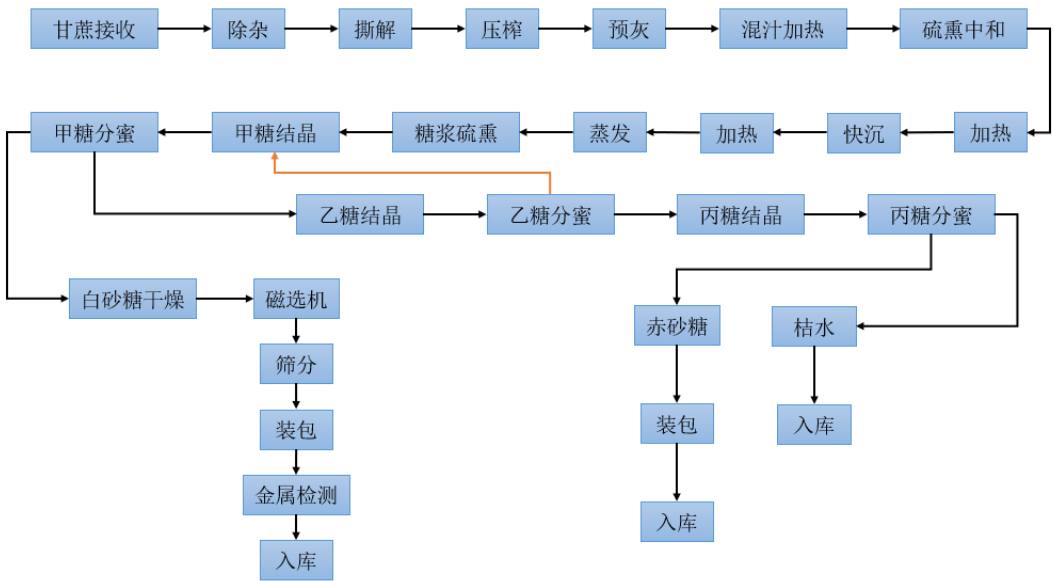 甘蔗接收
除杂
撕解
压榨
预灰
混汁加热
硫熏中和
加热
快沉
加热
蒸发
糖浆硫熏
甲糖结晶
甲糖分蜜
乙糖结晶
乙糖分蜜
丙糖结晶
丙糖分蜜
白砂糖干燥
磁选机
筛分
装包
金属检测
入库
赤砂糖
装包
入库
桔水
入库